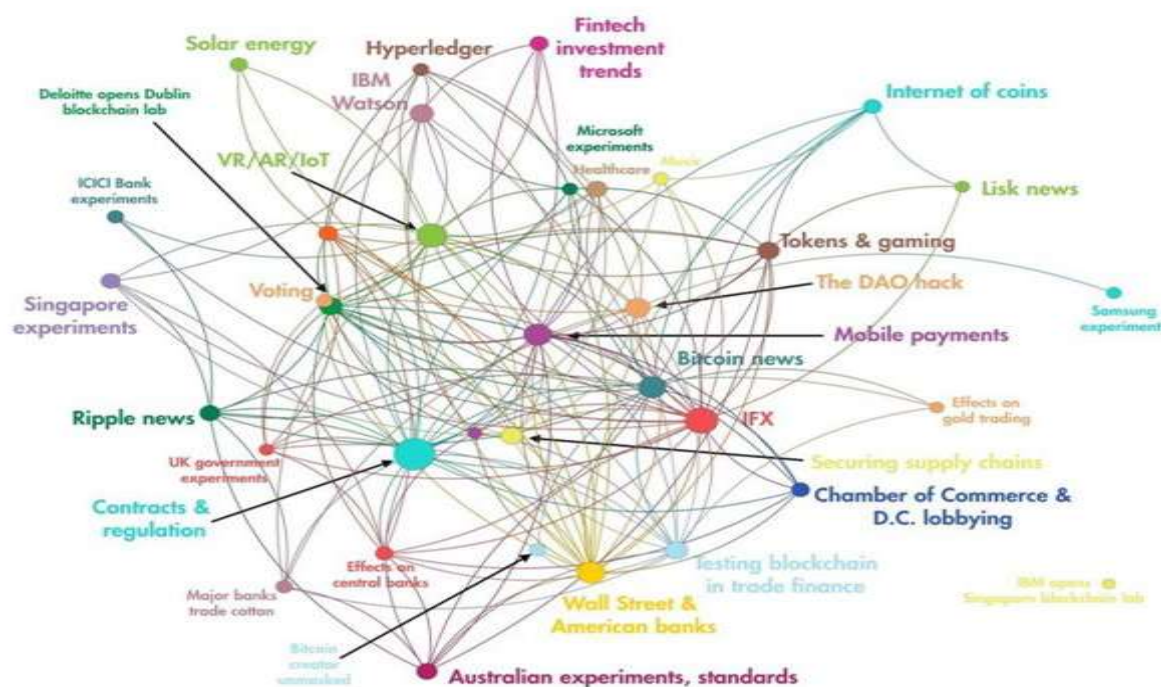 Fintech
investment
trends
Solar energy
Hyperledger
IBM
Watson
Deloitte opens Dublin
blockchain lab
Internet of coins
Microsoft
experiments
VR/AR/IoT
Healthcare
Music
ICICI Bank
experiments
Lisk news
Tokens & gaming
Voting
The DAO hack
Singapore
experiments
Samsung
experiment
Mobile payments
Bitcoin news
Ripple news
IFX
Effects on
gold trading
UK government
experiments
Securing supply chains
Contracts &
regulation
Chamber of Commerce &
D.C. lobbying
Effects on
central banks
Testing blockchain
in trade finance
IBM opens
Singapore blockchain lab
Major banks
trade cotton
Wall Street &
American banks
Bitcoin
creator
unmasked
Australian experiments, standards